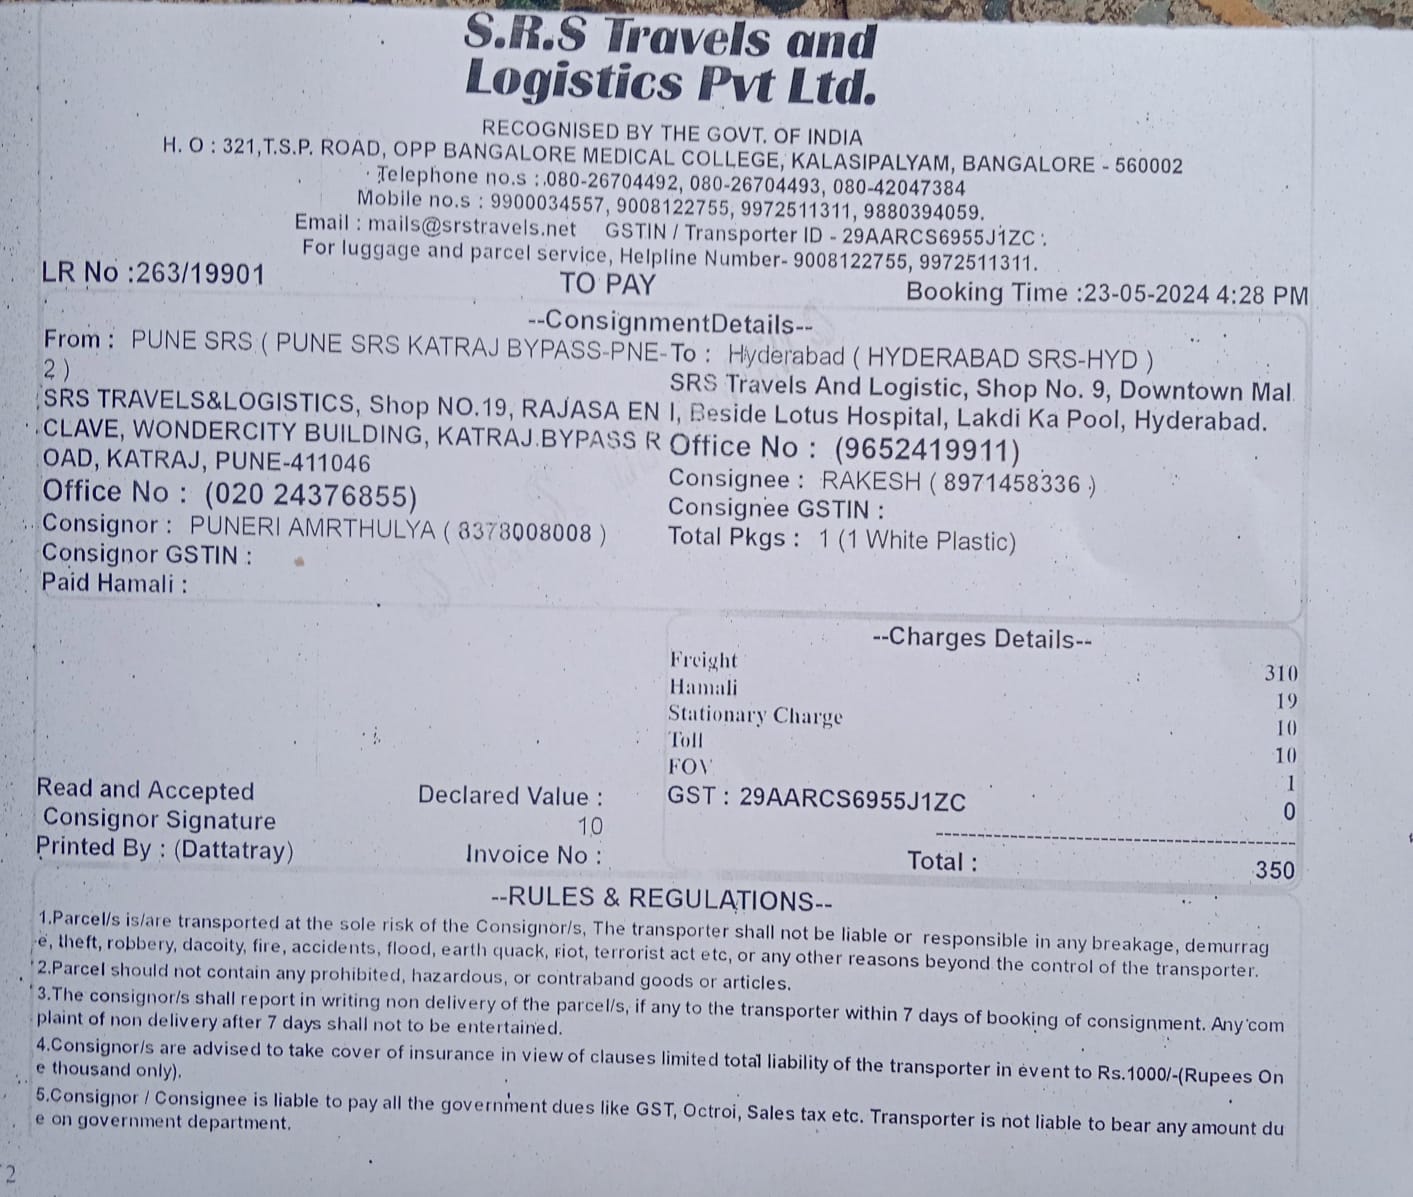 S.R.S Travels and
Logistics Pvt Ltd.
RECOGNISED BY THE GOVT. OF INDIA
H. O : 321,T.S.P. ROAD, OPP BANGALORE MEDICAL COLLEGE, KALASIPALYAM, BANGALORE - 560002
Telephone no.s : 080-26704492, 080-26704493, 080-42047384
Mobile no.s : 9900034557, 9008122755, 9972511311, 9880394059.
Email : mails@srstravels.net GSTIN / Transporter ID - 29AARCS6955J1ZC :
For luggage and parcel service, Helpline Number- 9008122755, 9972511311.
LR No :263/19901 TO PAY Booking Time :23-05-2024 4:28 PM
--ConsignmentDetails--
From : PUNE SRS ( PUNE SRS KATRAJ BYPASS-PNE-
2 )
SRS TRAVELS&LOGISTICS, Shop NO.19, RAJASA EN
CLAVE, WONDERCITY BUILDING, KATRAJ BYPASS R
OAD, KATRAJ, PUNE-411046
Office No : (020 24376855)
Consignor : PUNERI AMRTHULYA ( 8378008008 )
Consignor GSTIN :
Paid Hamali :
To : Hyderabad ( HYDERABAD SRS-HYD )
SRS Travels And Logistic, Shop No. 9, Downtown Mal
l, Beside Lotus Hospital, Lakdi Ka Pool, Hyderabad.
Office No : (9652419911)
Consignee : RAKESH ( 8971458336 )
Consignee GSTIN :
Total Pkgs : 1 (1 White Plastic)
--Charges Details--
Freight 310
Hamali 19
Stationary Charge 10
Toll 10
FOV 1
GST : 29AARCS6955J1ZC 0
Total : 350
Read and Accepted
Consignor Signature
Printed By : (Dattatray)
Declared Value :
10
Invoice No :
--RULES & REGULATIONS--
1.Parcel/s is/are transported at the sole risk of the Consignor/s, The transporter shall not be liable or responsible in any breakage, demurrag
e, theft, robbery, dacoity, fire, accidents, flood, earth quack, riot, terrorist act etc, or any other reasons beyond the control of the transporter.
2.Parcel should not contain any prohibited, hazardous, or contraband goods or articles.
3.The consignor/s shall report in writing non delivery of the parcel/s, if any to the transporter within 7 days of booking of consignment. Any com
plaint of non delivery after 7 days shall not to be entertained.
4.Consignor/s are advised to take cover of insurance in view of clauses limited total liability of the transporter in event to Rs.1000/-(Rupees On
e thousand only).
5.Consignor / Consignee is liable to pay all the government dues like GST, Octroi, Sales tax etc. Transporter is not liable to bear any amount du
e on government department.
2